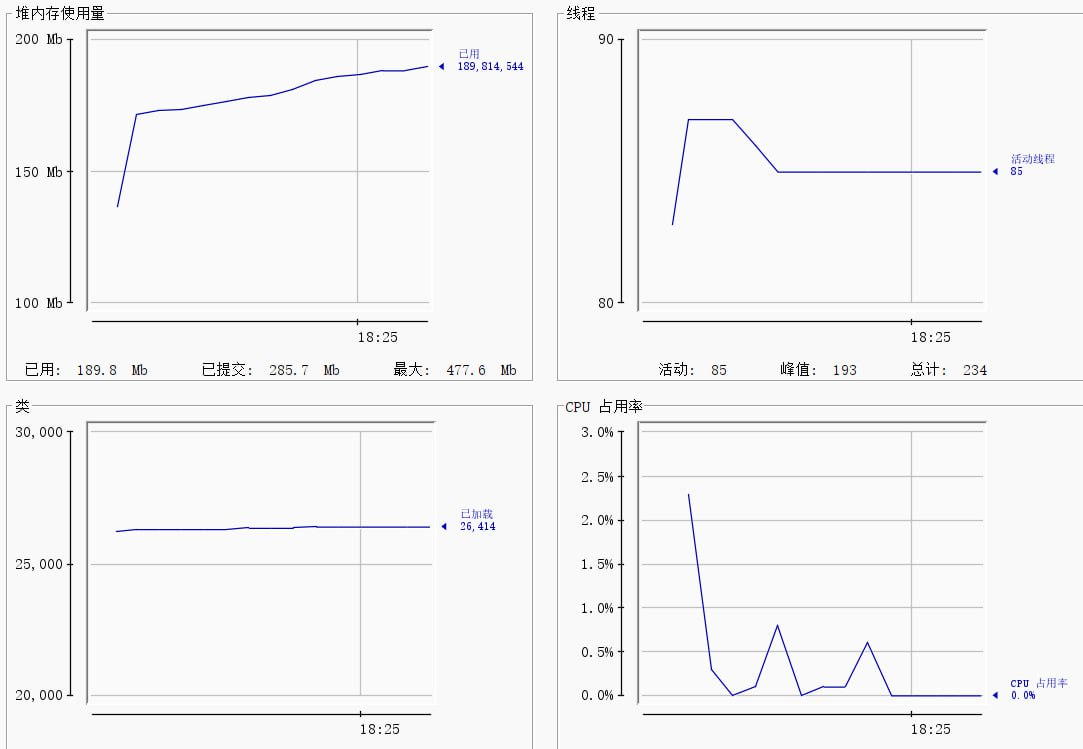 堆内存使用量
200 Mb
150 Mb
100 Mb
已用
189,814,544
18:25
已用: 189.8 Mb 已提交: 285.7 Mb 最大: 477.6 Mb
线程
90
80
活动线程
85
18:25
活动: 85 峰值: 193 总计: 234
类
30,000
25,000
20,000
已加载
26,414
18:25
CPU 占用率
3.0%
2.5%
2.0%
1.5%
1.0%
0.5%
0.0%
CPU 占用率
0.0%
18:25